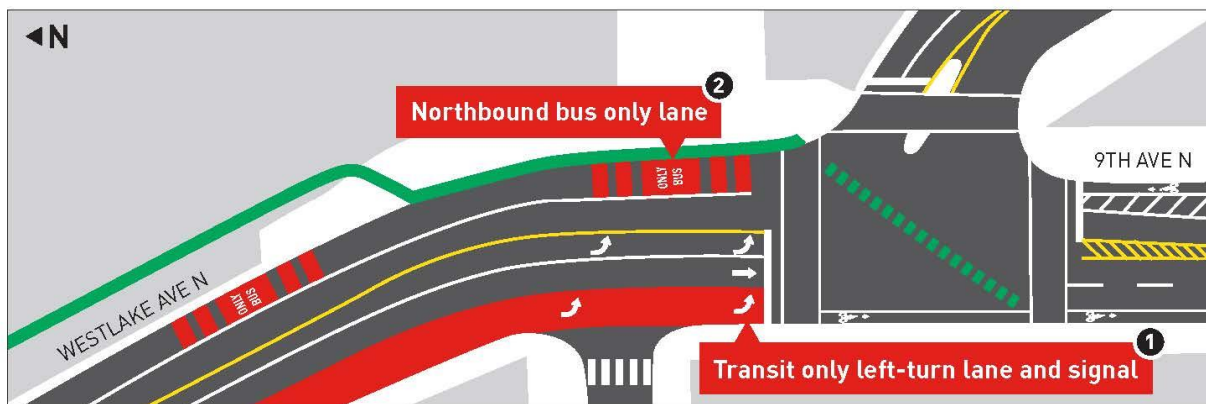 N
2
Northbound bus only lane
BUS
ONLY
9TH AVE N
WESTLAKE AVE N
BUS
ONLY
1
Transit only left-turn lane and signal